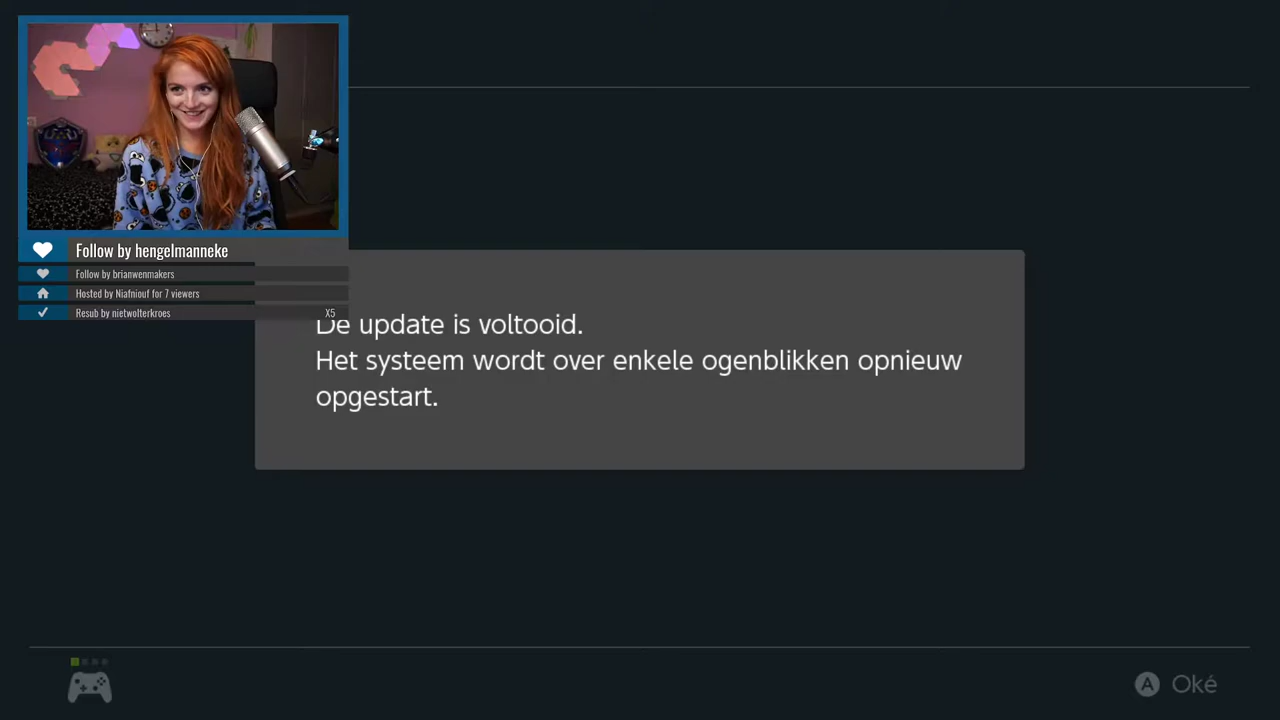 Follow by hengelmanneke
Follow by brianwenmakers
Hosted by Niafniouf for 7 viewers
Resub by nietwolterkroes X5
De update is voltooid.
Het systeem wordt over enkele ogenblikken opnieuw
opgestart.
A Oké